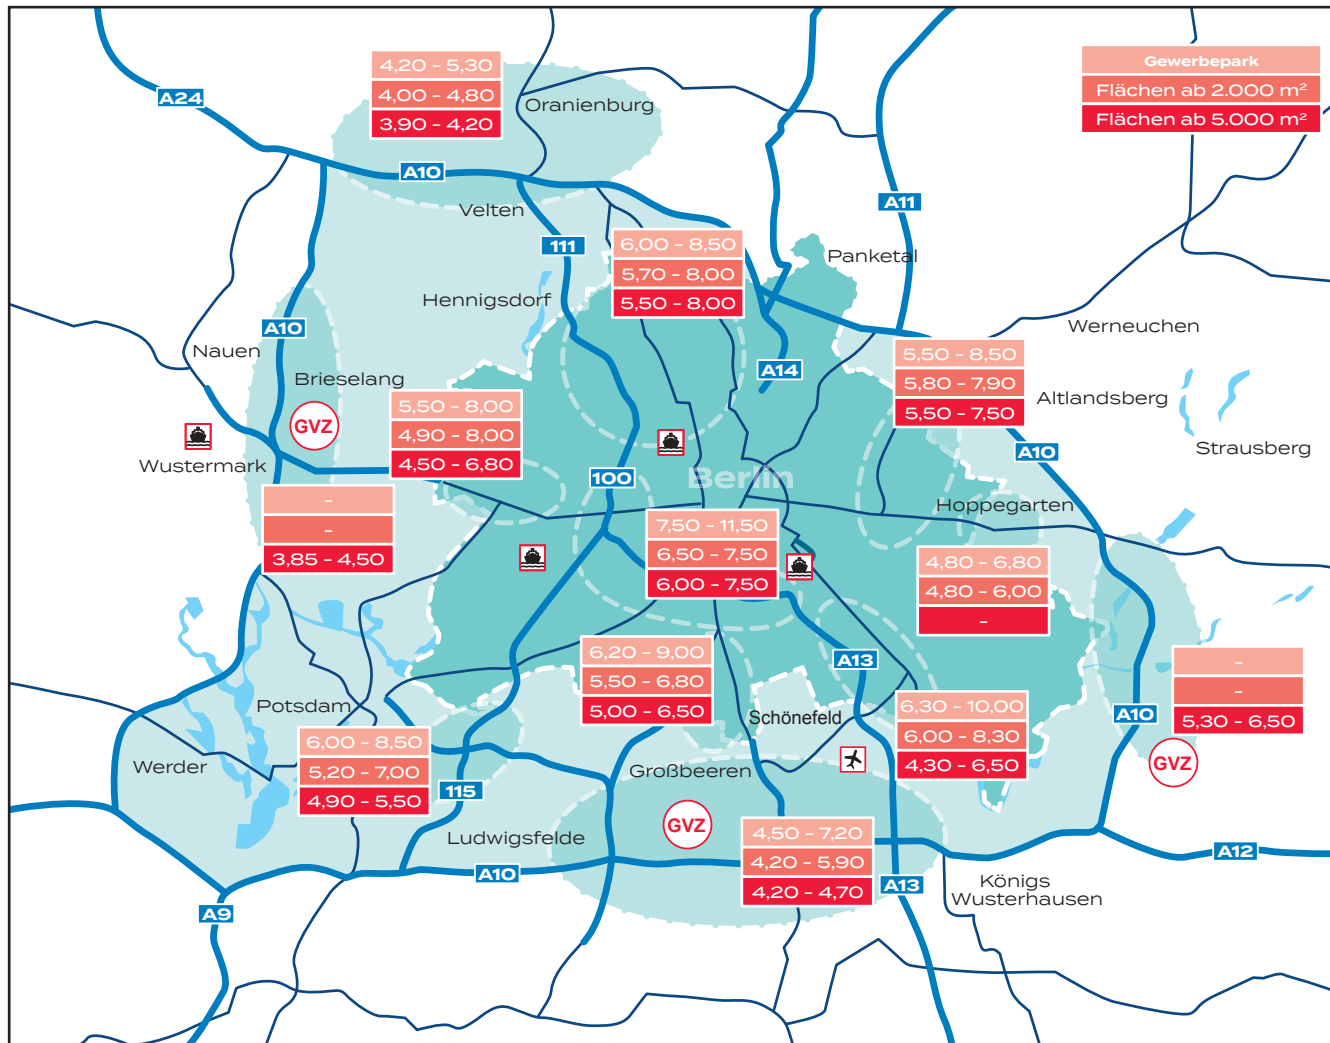 Gewerbepark
Flächen ab 2.000 m²
Flächen ab 5.000 m²
4,20 - 5,30
4,00 - 4,80
3,90 - 4,20
Oranienburg
A24
A10
A11
Velten
111
6,00 - 8,50
5,70 - 8,00
5,50 - 8,00
Panketal
Hennigsdorf
A10
Werneuchen
Nauen
Brieselang
A14
5,50 - 8,50
5,80 - 7,90
5,50 - 7,50
Altlandsberg
5,50 - 8,00
4,90 - 8,00
4,50 - 6,80
GVZ
Wustermark
A10
Strausberg
100
Berlin
Hoppegarten
-
-
3,85 - 4,50
7,50 - 11,50
6,50 - 7,50
6,00 - 7,50
4,80 - 6,80
4,80 - 6,00
-
6,20 - 9,00
5,50 - 6,80
5,00 - 6,50
A13
-
-
5,30 - 6,50
Potsdam
Schönefeld
6,30 - 10,00
6,00 - 8,30
4,30 - 6,50
A10
Werder
6,00 - 8,50
5,20 - 7,00
4,90 - 5,50
Großbeeren
GVZ
115
GVZ
Ludwigsfelde
4,50 - 7,20
4,20 - 5,90
4,20 - 4,70
A12
A10
A13
Königs
Wusterhausen
A9